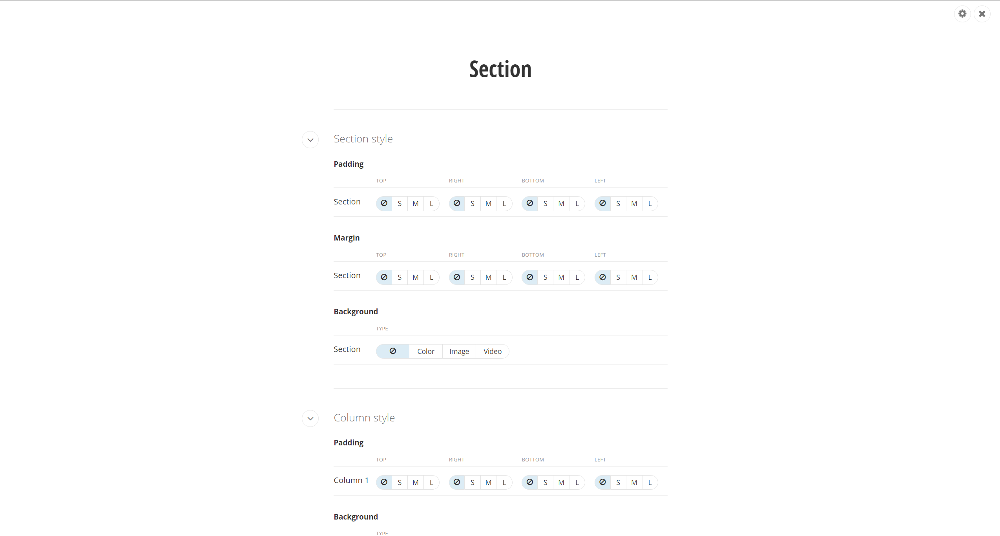 Section
Section style
Padding
TOP RIGHT BOTTOM LEFT
Section S M L S M L S M L S M L
Margin
TOP RIGHT BOTTOM LEFT
Section S M L S M L S M L S M L
Background
TYPE
Section Color Image Video
Column style
Padding
TOP RIGHT BOTTOM LEFT
Column 1 S M L S M L S M L S M L
Background
TYPE